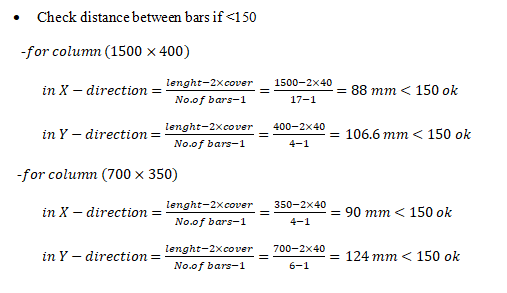 • Check distance between bars if <150
-for column (1500 × 400)
in X − direction = lenght−2×cover / No.of bars−1 = 1500−2×40 / 17−1 = 88 mm < 150 ok
in Y − direction = lenght−2×cover / No.of bars−1 = 400−2×40 / 4−1 = 106.6 mm < 150 ok
-for column (700 × 350)
in X − direction = lenght−2×cover / No.of bars−1 = 350−2×40 / 4−1 = 90 mm < 150 ok
in Y − direction = lenght−2×cover / No.of bars−1 = 700−2×40 / 6−1 = 124 mm < 150 ok